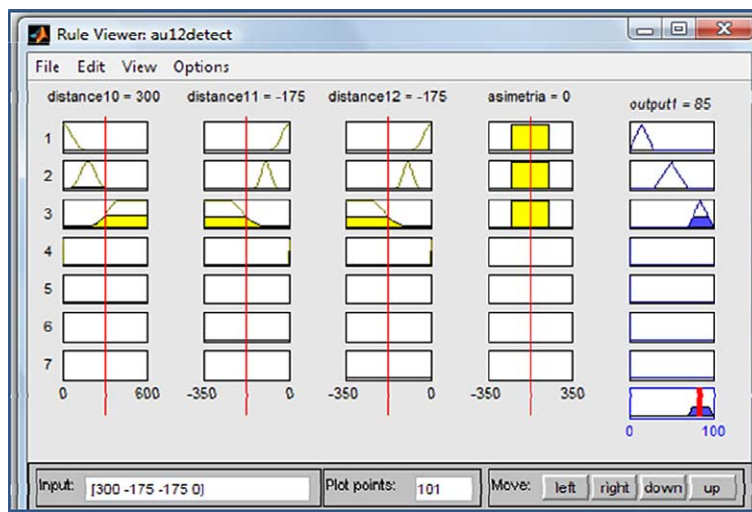 Rule Viewer: au12detect
File Edit View Options
distance10 = 300 distance11 = -175 distance12 = -175 asimetria = 0 output1 = 85
1
2
3
4
5
6
7
0 600 -350 0 -350 0 -350 350
0 100
Input: [300 -175 -175 0] Plot points: 101 Move: left right down up